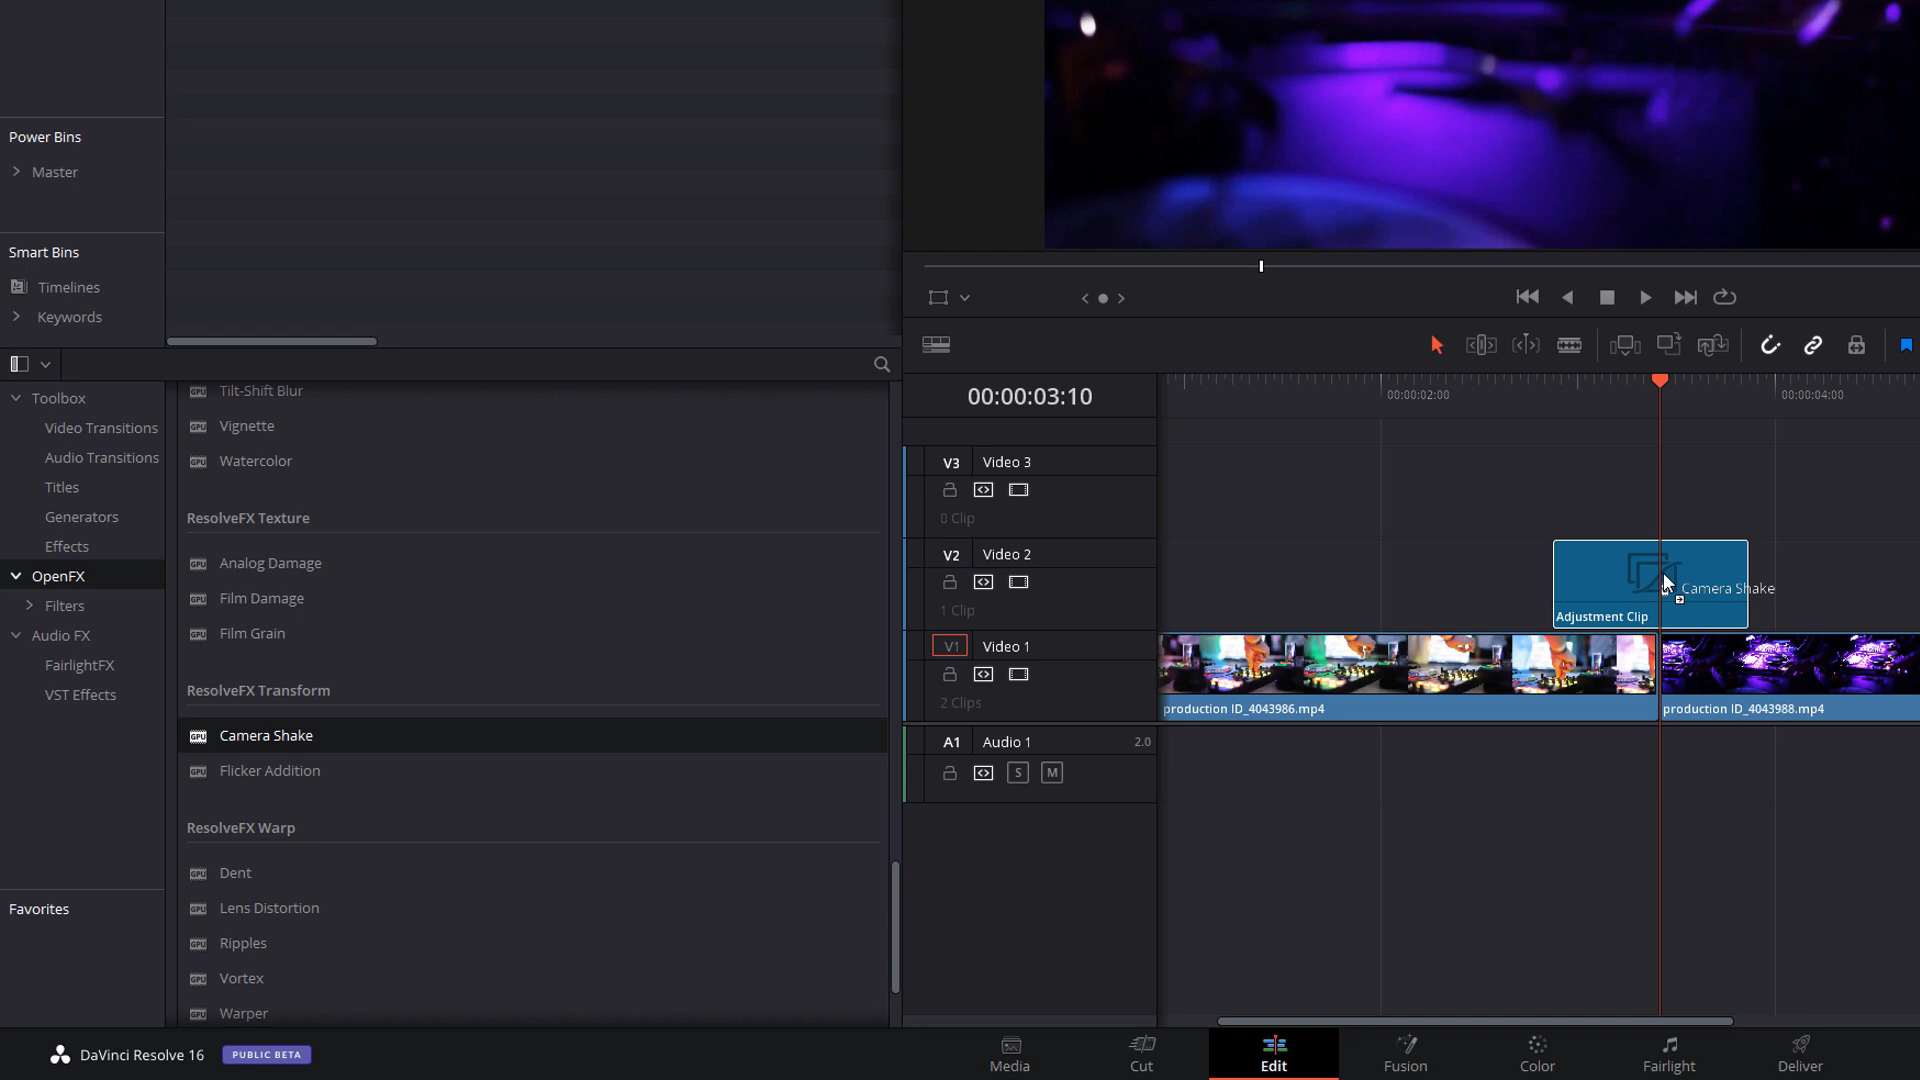 Power Bins
Master
Smart Bins
Timelines
Keywords
Toolbox
Video Transitions
Audio Transitions
Titles
Generators
Effects
OpenFX
Filters
Audio FX
FairlightFX
VST Effects
Favorites
Tilt-Shift Blur
Vignette
Watercolor
ResolveFX Texture
Analog Damage
Film Damage
Film Grain
ResolveFX Transform
Camera Shake
Flicker Addition
ResolveFX Warp
Dent
Lens Distortion
Ripples
Vortex
Warper
00:00:03:10
00:00:02:00
00:00:04:00
V3 Video 3
0 Clip
V2 Video 2
1 Clip
Camera Shake
Adjustment Clip
V1 Video 1
2 Clips
production ID_4043986.mp4
production ID_4043988.mp4
A1 Audio 1 2.0
S M
DaVinci Resolve 16 PUBLIC BETA
Media
Cut
Edit
Fusion
Color
Fairlight
Deliver